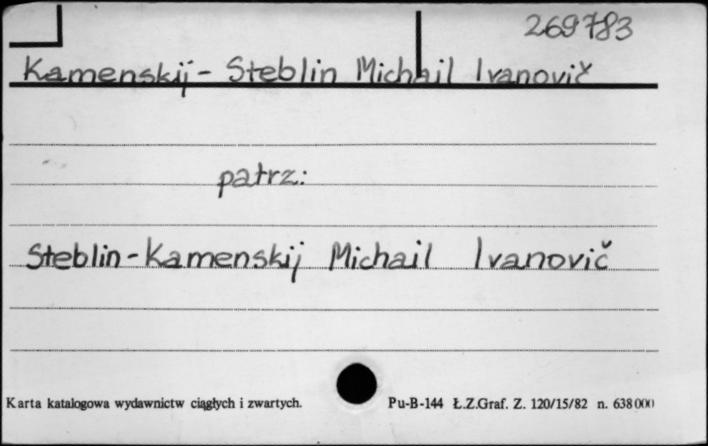 269783
Kamenskij - Steblin Michail Ivanovič
patrz:
Steblin-Kamenskij Michail Ivanovič
Karta katalogowa wydawnictw ciągłych i zwartych. Pu-B-144 Ł.Z.Graf. Z. 120/15/82 n. 638000